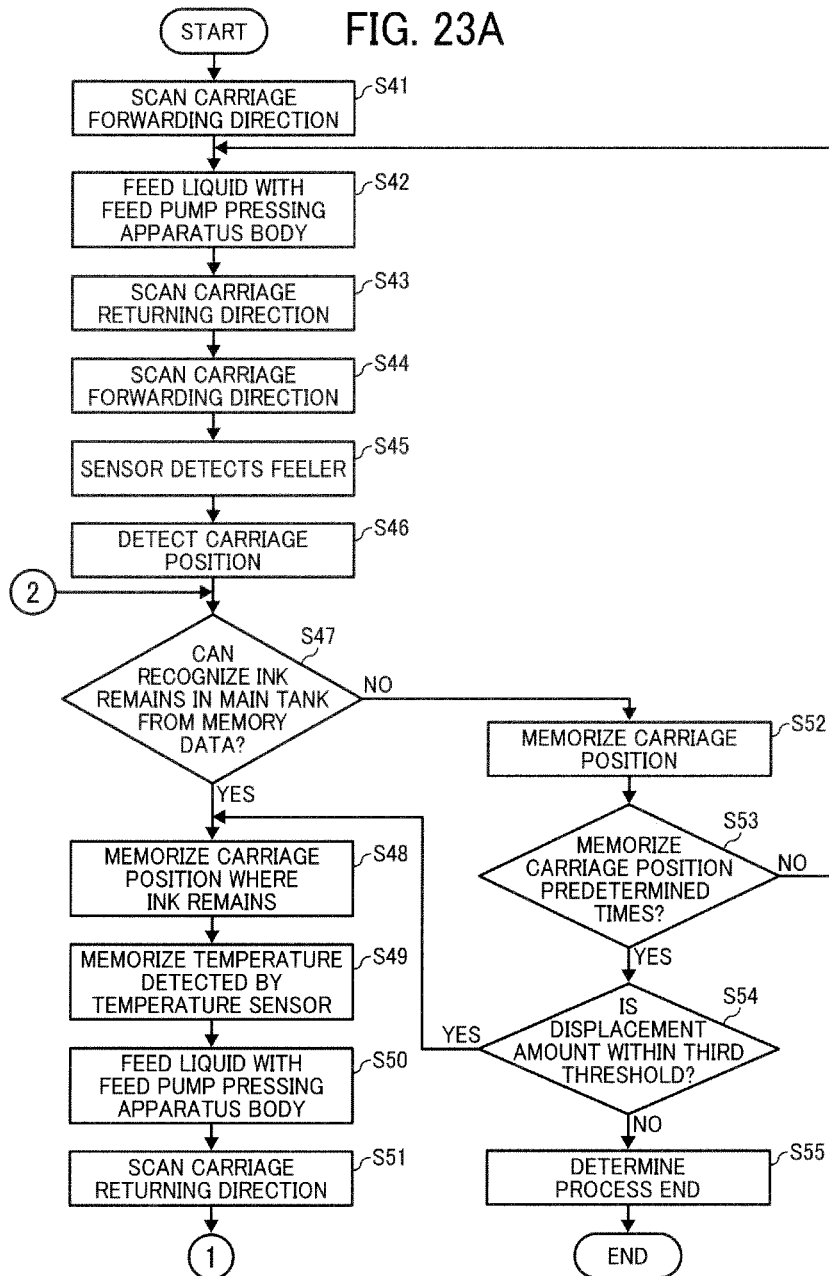 FIG. 23A
START
SCAN CARRIAGE
FORWARDING DIRECTION
S41
FEED LIQUID WITH
FEED PUMP PRESSING
APPARATUS BODY
S42
SCAN CARRIAGE
RETURNING DIRECTION
S43
SCAN CARRIAGE
FORWARDING DIRECTION
S44
SENSOR DETECTS FEELER
S45
DETECT CARRIAGE
POSITION
S46
2
CAN
RECOGNIZE INK
REMAINS IN MAIN TANK
FROM MEMORY
DATA?
S47
NO
YES
MEMORIZE CARRIAGE
POSITION WHERE
INK REMAINS
S48
MEMORIZE TEMPERATURE
DETECTED BY
TEMPERATURE SENSOR
S49
FEED LIQUID WITH
FEED PUMP PRESSING
APPARATUS BODY
S50
SCAN CARRIAGE
RETURNING DIRECTION
S51
1
MEMORIZE CARRIAGE
POSITION
S52
MEMORIZE
CARRIAGE POSITION
PREDETERMINED
TIMES?
S53
NO
YES
IS
DISPLACEMENT
AMOUNT WITHIN THIRD
THRESHOLD?
S54
YES
NO
DETERMINE
PROCESS END
S55
END